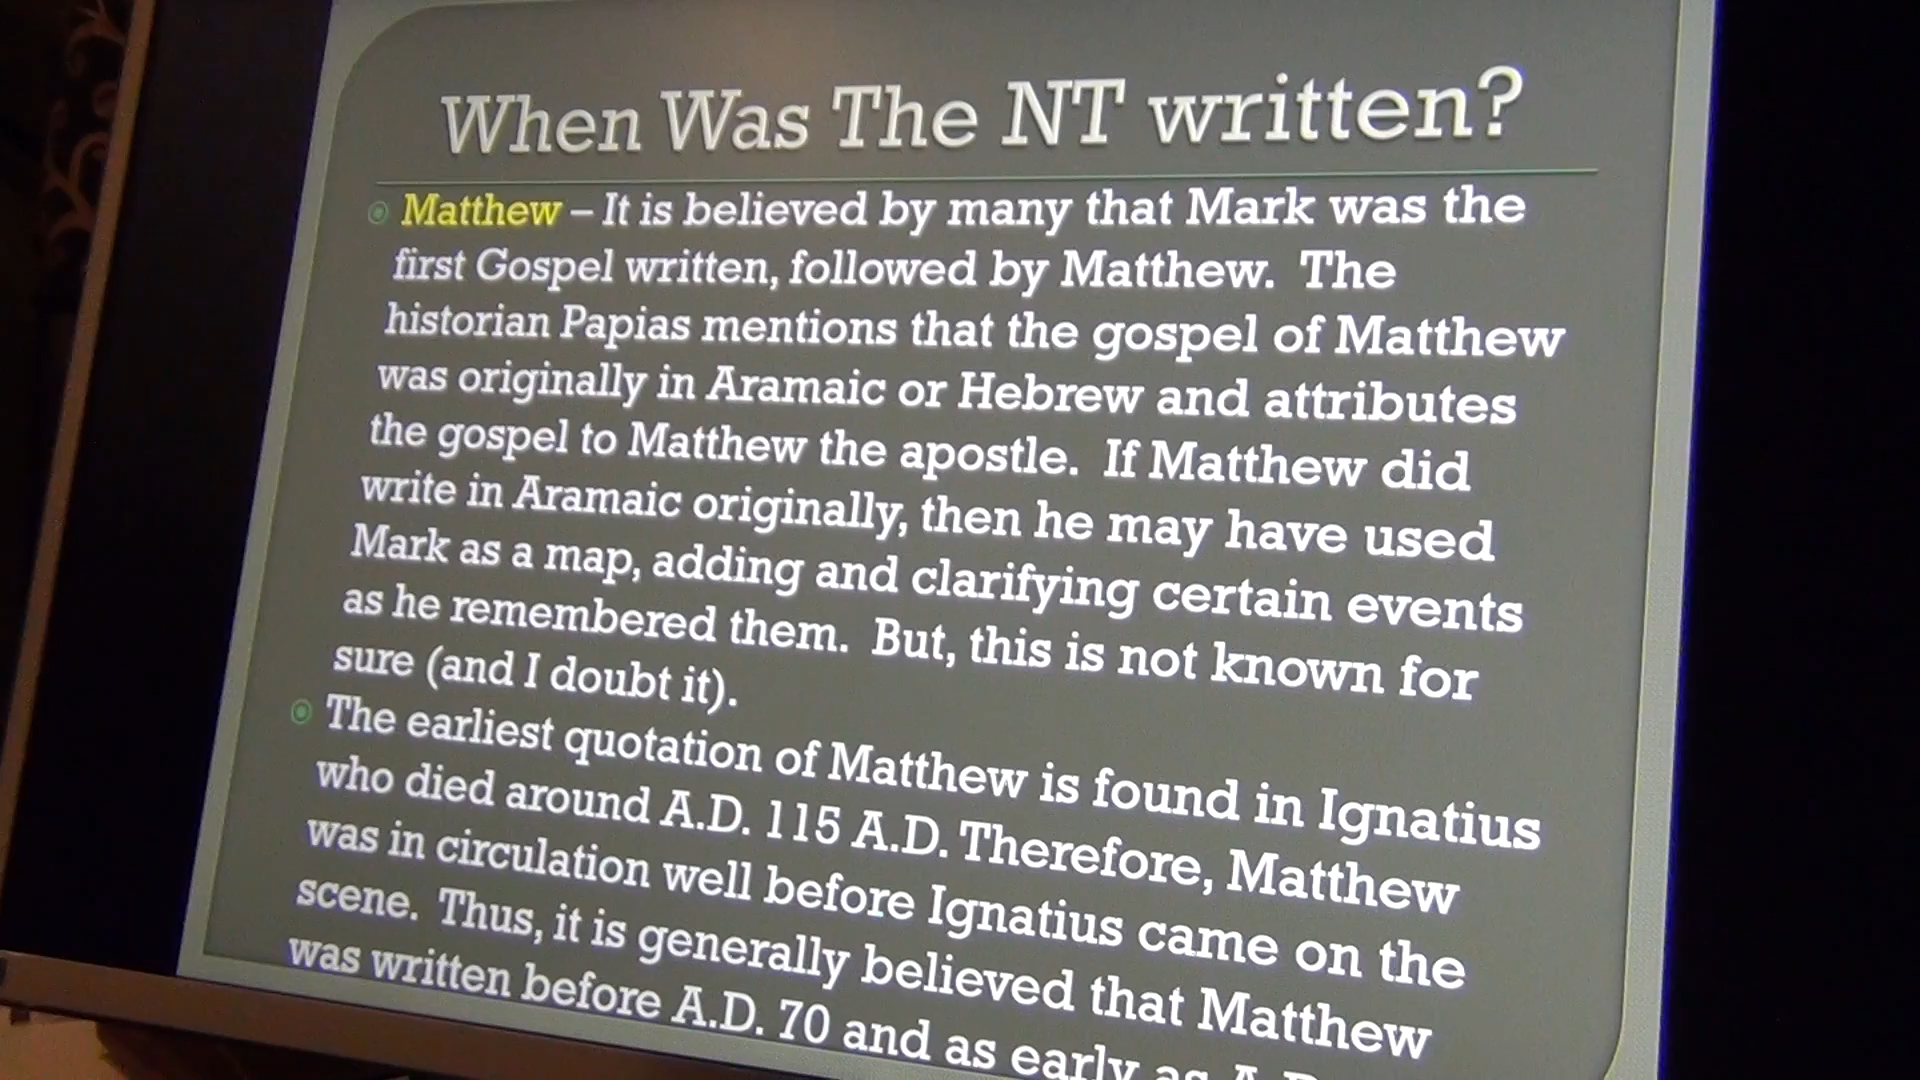 When Was The NT written?
Matthew – It is believed by many that Mark was the
first Gospel written, followed by Matthew. The
historian Papias mentions that the gospel of Matthew
was originally in Aramaic or Hebrew and attributes
the gospel to Matthew the apostle. If Matthew did
write in Aramaic originally, then he may have used
Mark as a map, adding and clarifying certain events
as he remembered them. But, this is not known for
sure (and I doubt it).
The earliest quotation of Matthew is found in Ignatius
who died around A.D. 115 A.D. Therefore, Matthew
was in circulation well before Ignatius came on the
scene. Thus, it is generally believed that Matthew
was written before A.D. 70 and as early as A.D.